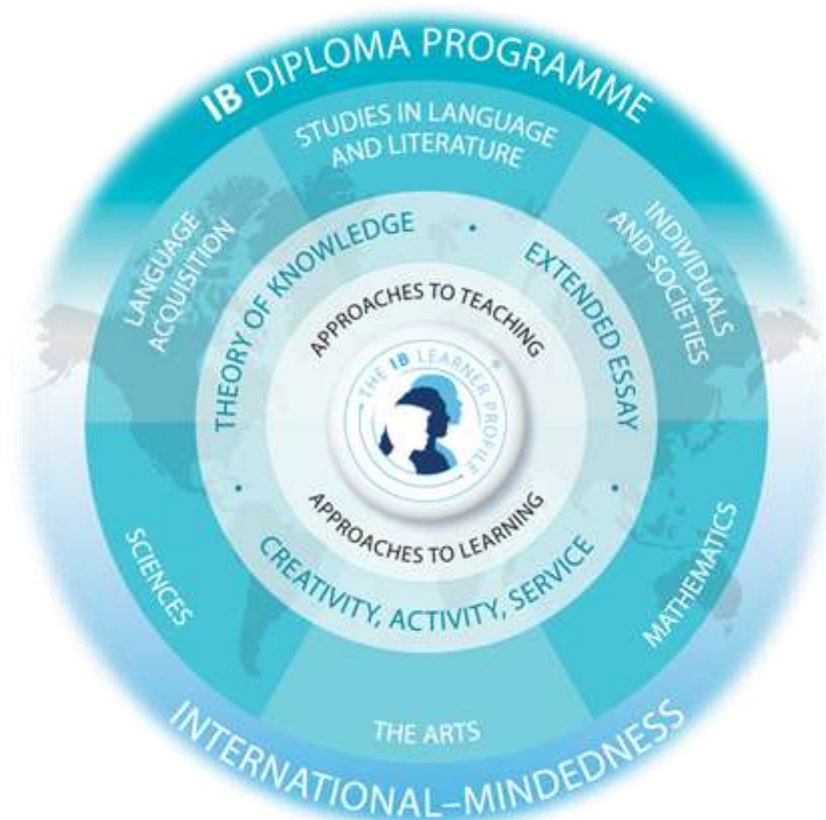 IB DIPLOMA PROGRAMME
STUDIES IN LANGUAGE
AND LITERATURE
LANGUAGE
ACQUISITION
INDIVIDUALS
AND SOCIETIES
THEORY OF KNOWLEDGE
EXTENDED ESSAY
APPROACHES TO TEACHING
THE IB LEARNER PROFILE
®
APPROACHES TO LEARNING
CREATIVITY, ACTIVITY, SERVICE
SCIENCES
MATHEMATICS
THE ARTS
INTERNATIONAL–MINDEDNESS